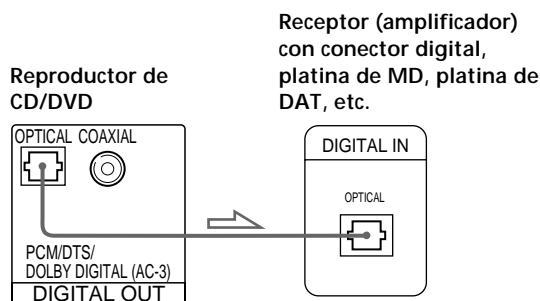 Receptor (amplificador)
con conector digital,
platina de MD, platina de
DAT, etc.
Reproductor de
CD/DVD
OPTICAL COAXIAL
PCM/DTS/
DOLBY DIGITAL (AC-3)
DIGITAL OUT
DIGITAL IN
OPTICAL